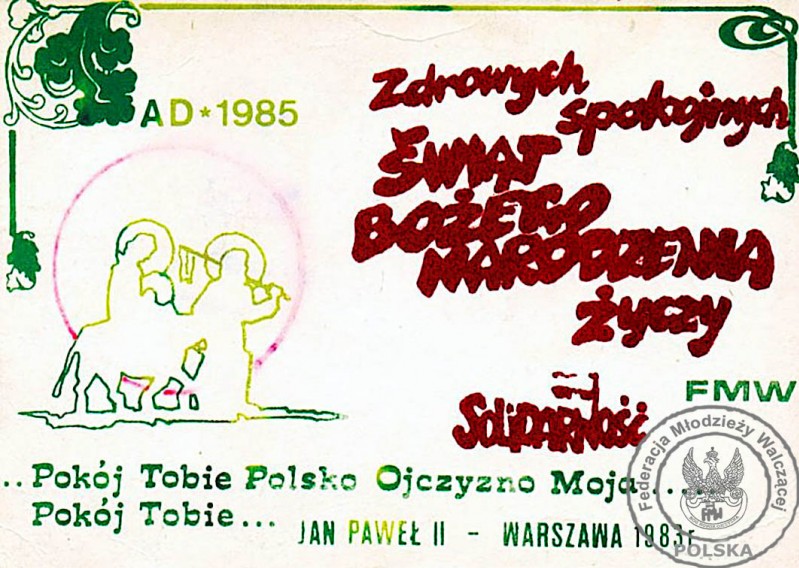 AD*1985
Zdrowych
spokojnych
ŚWIĄT
BOŻEGO
NARODZENIA
życzy
SOLIDARNOŚĆ
FMW
..Pokój Tobie Polsko Ojczyzno Moja.....
Pokój Tobie...
JAN PAWEŁ II - WARSZAWA 1983r
Federacja Młodzieży Walczącej
FMW
POLSKA